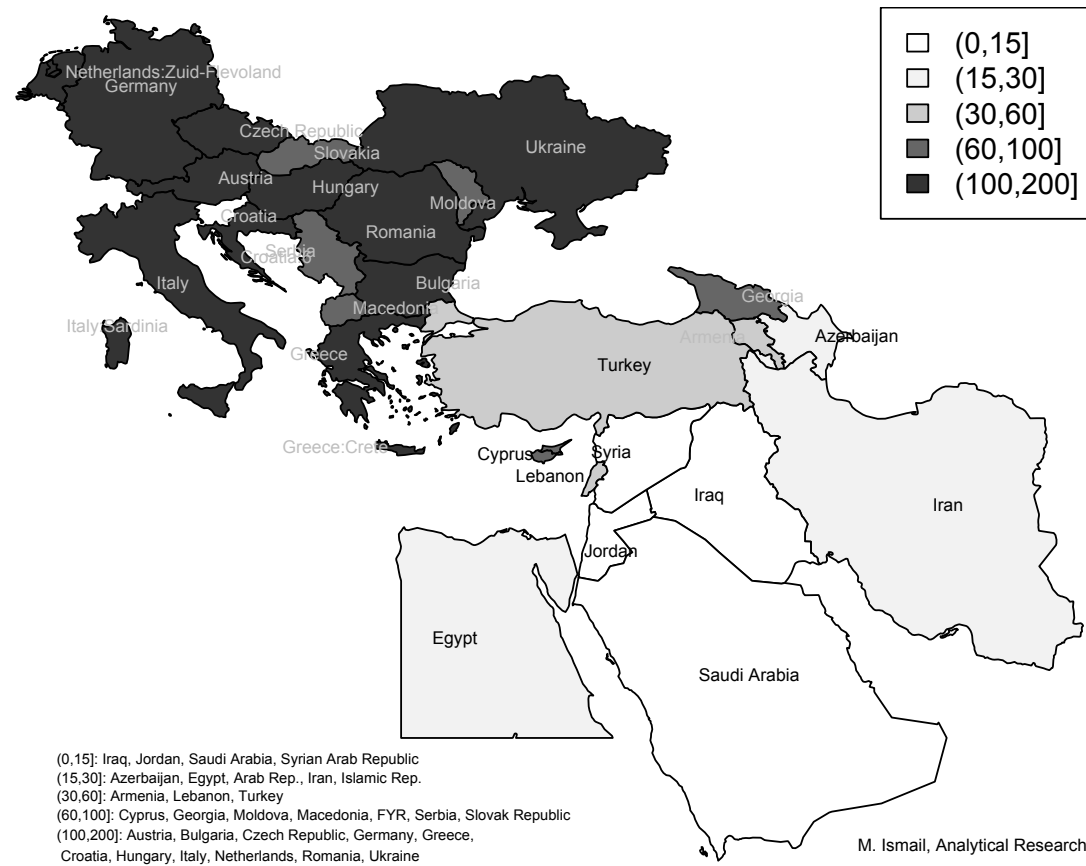 (0,15]
(15,30]
(30,60]
(60,100]
(100,200]
Netherlands:Zuid-Flevoland
Germany
Czech Republic
Slovakia
Ukraine
Austria
Hungary
Moldova
Croatia
Romania
Serbia
Croatia 6
Italy
Bulgaria
Macedonia
Georgia
Italy:Sardinia
Armenia
Azerbaijan
Greece
Turkey
Greece:Crete
Cyprus
Syria
Lebanon
Iraq
Iran
Jordan
Egypt
Saudi Arabia
(0,15]: Iraq, Jordan, Saudi Arabia, Syrian Arab Republic
(15,30]: Azerbaijan, Egypt, Arab Rep., Iran, Islamic Rep.
(30,60]: Armenia, Lebanon, Turkey
(60,100]: Cyprus, Georgia, Moldova, Macedonia, FYR, Serbia, Slovak Republic
(100,200]: Austria, Bulgaria, Czech Republic, Germany, Greece,
Croatia, Hungary, Italy, Netherlands, Romania, Ukraine
M. Ismail, Analytical Research